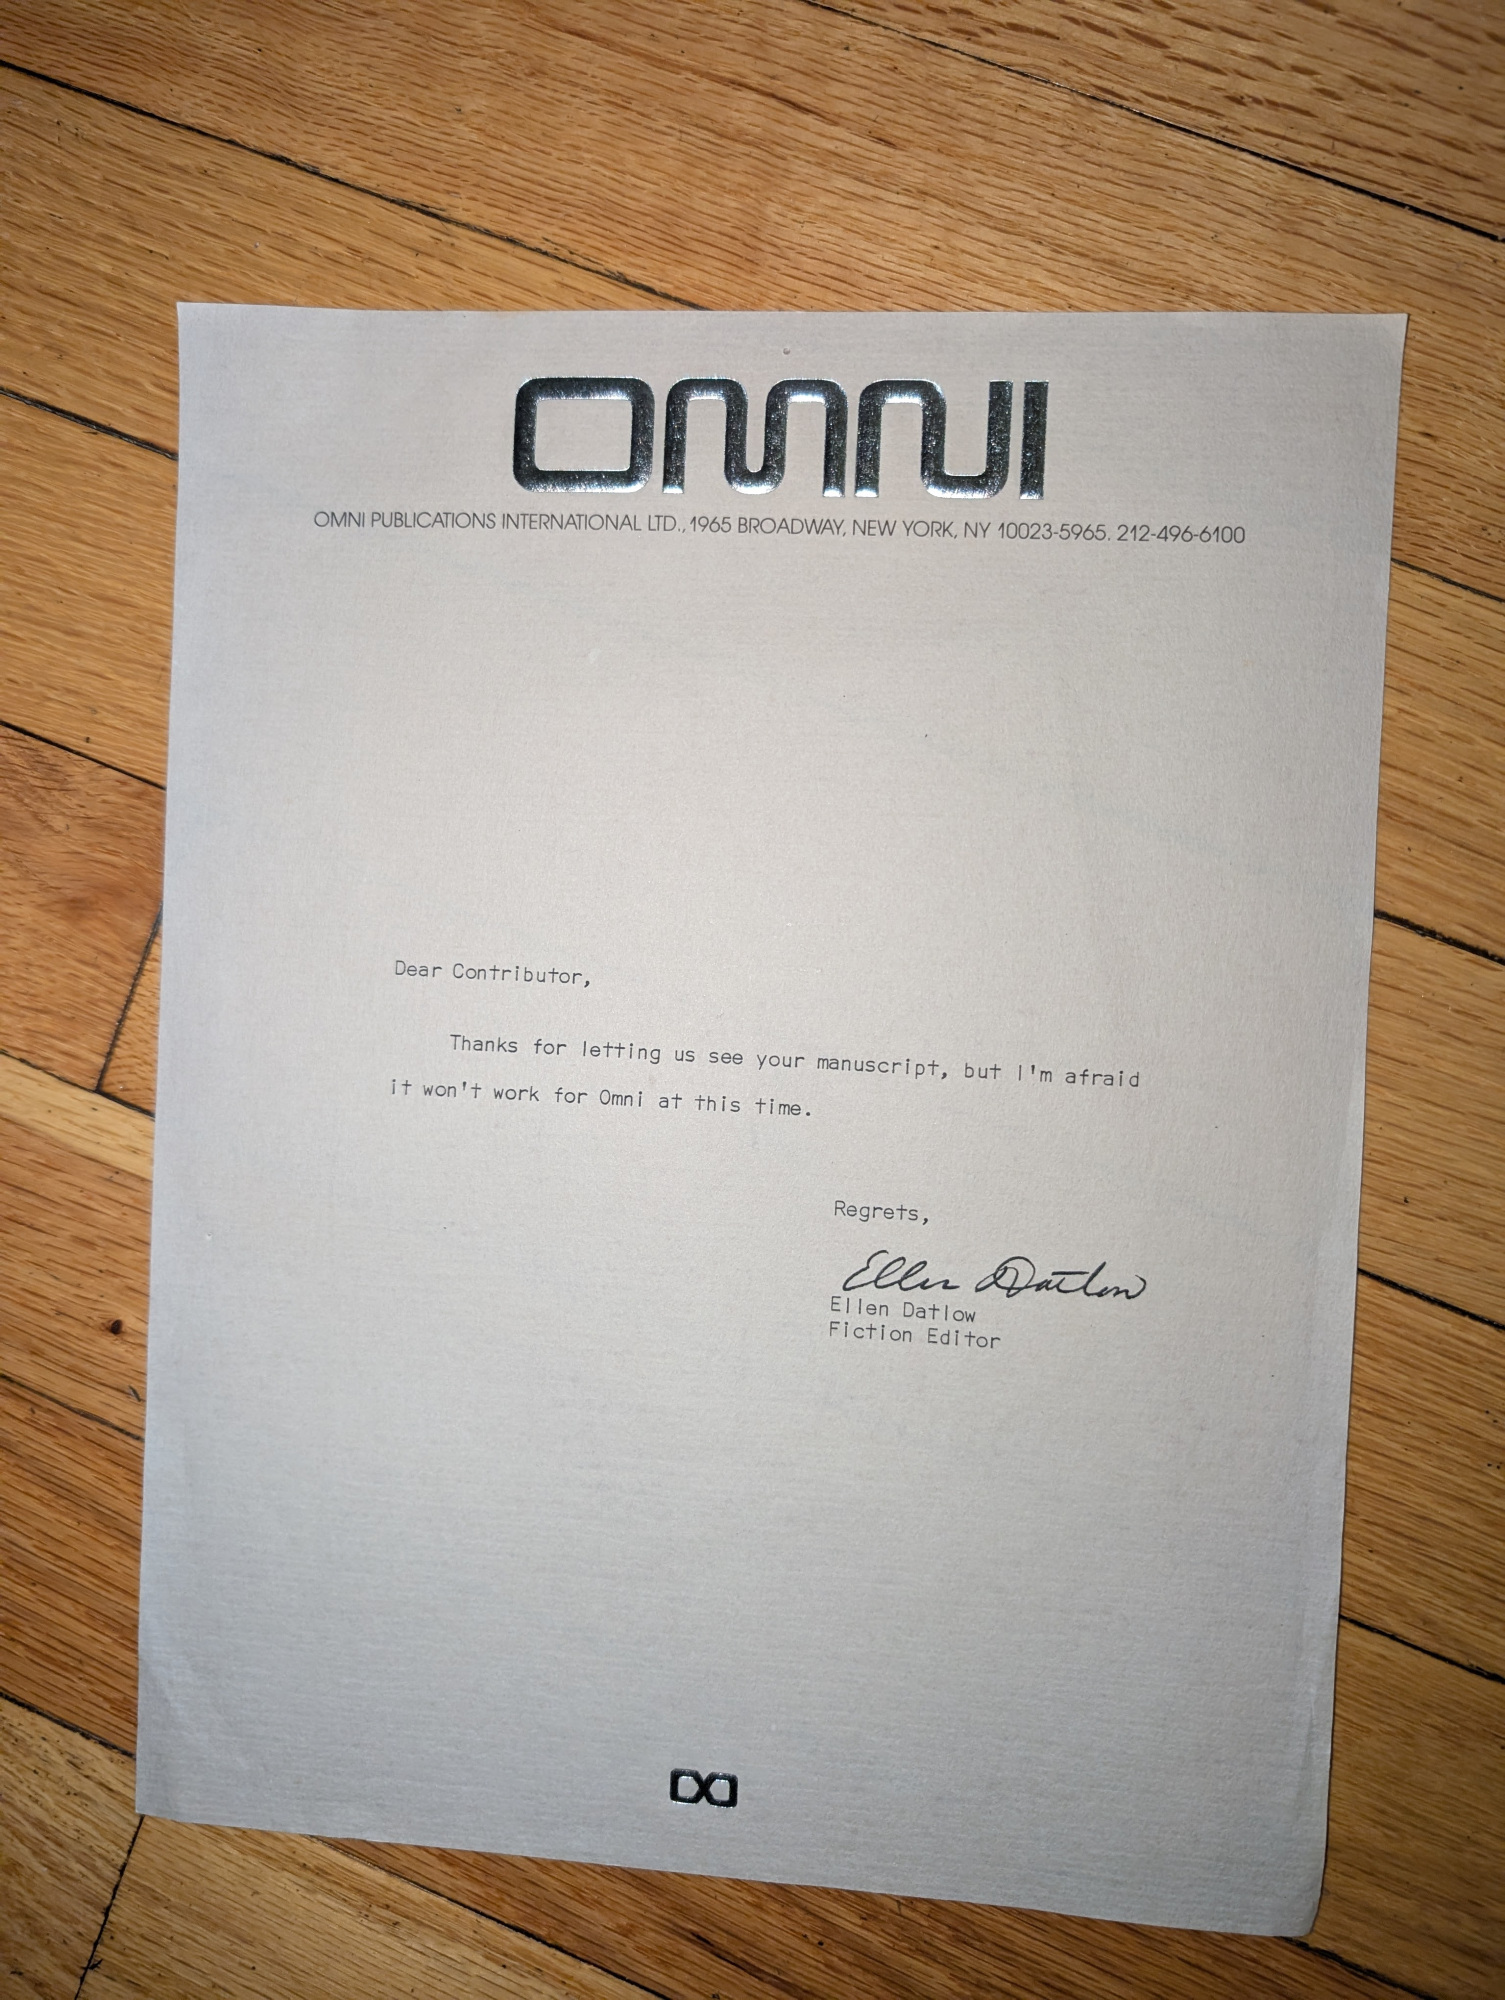 OMNI
OMNI PUBLICATIONS INTERNATIONAL LTD., 1965 BROADWAY, NEW YORK, NY 10023-5965. 212-496-6100
Dear Contributor,
Thanks for letting us see your manuscript, but I'm afraid
it won't work for Omni at this time.
Regrets,
Ellen Datlow
Ellen Datlow
Fiction Editor